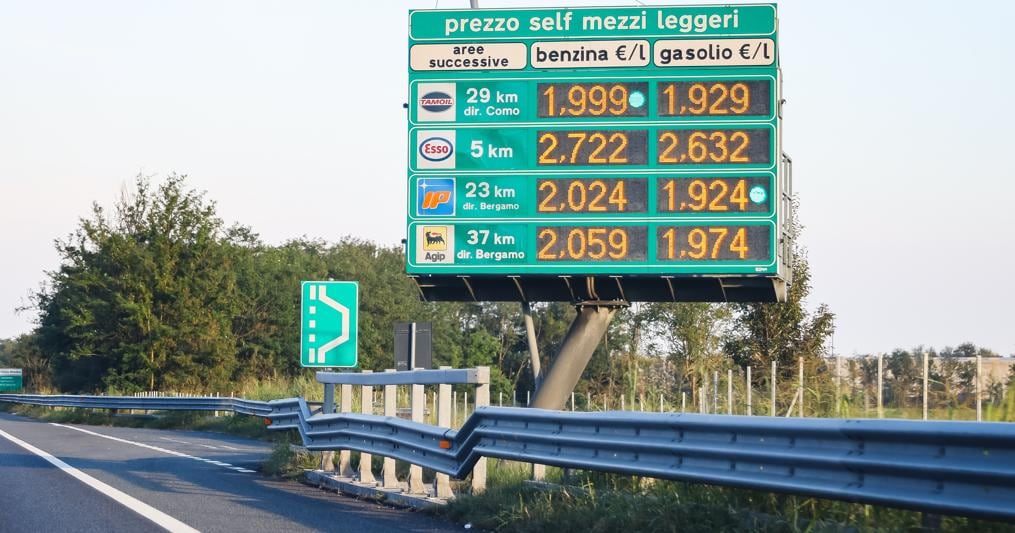 prezzo self mezzi leggeri
aree successive benzina €/l gasolio €/l
TAMOIL 29 km dir. Como 1,999 1,929
Esso 5 km 2,722 2,632
IP 23 km dir. Bergamo 2,024 1,924
Agip 37 km dir. Bergamo 2,059 1,974